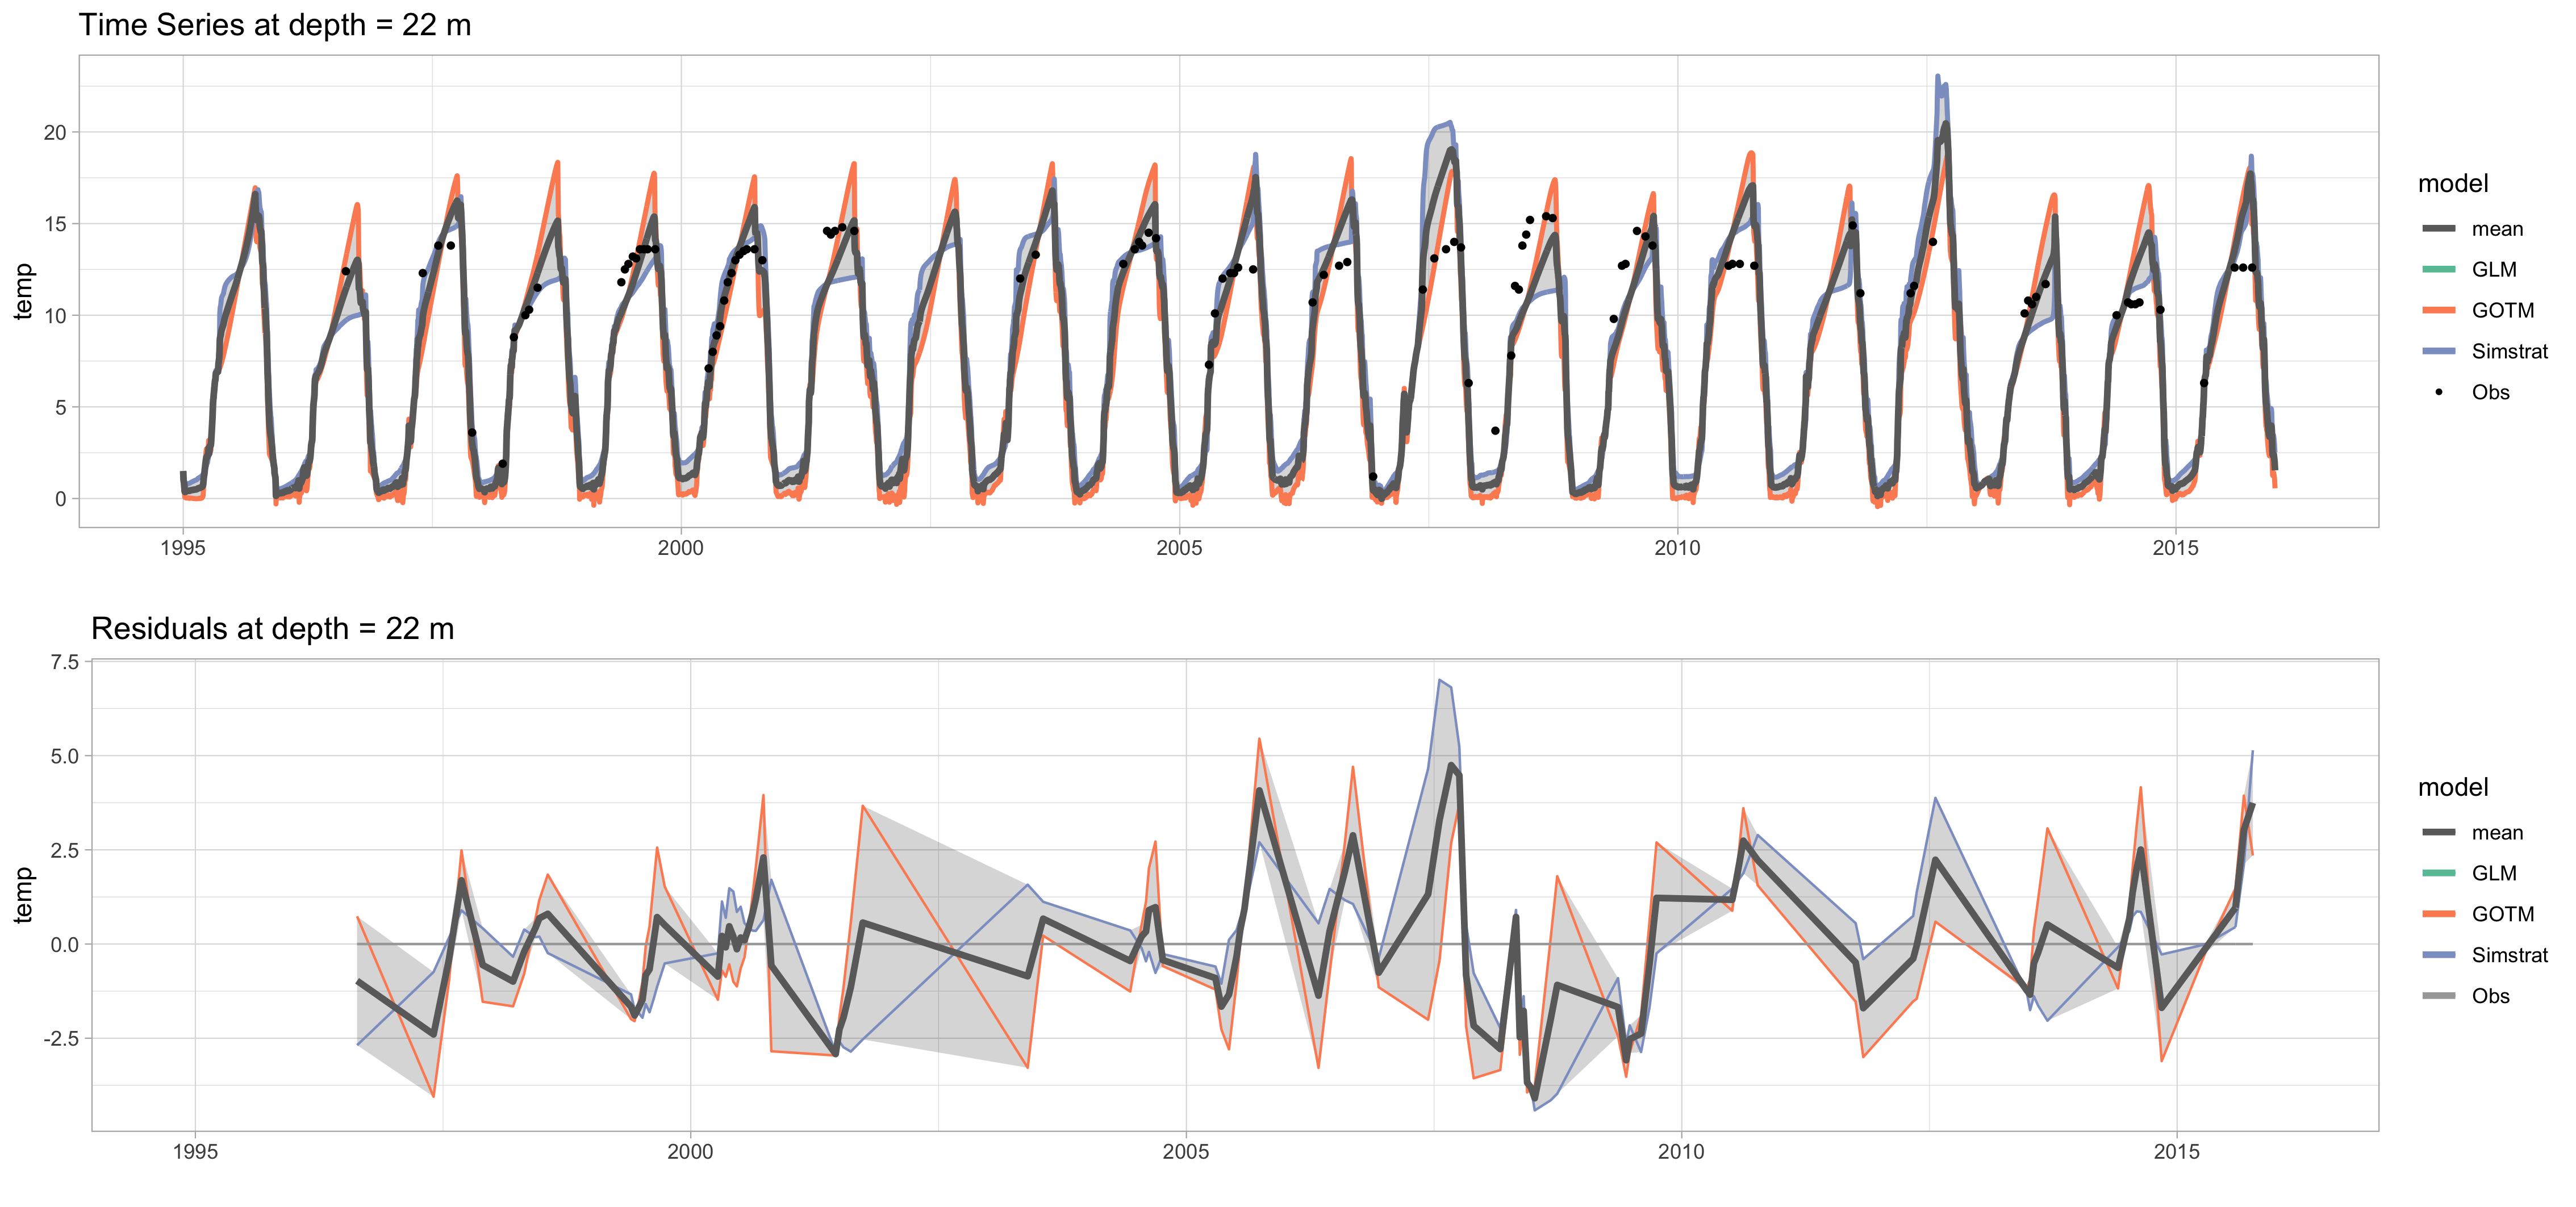 Time Series at depth = 22 m
temp
20
15
10
5
0
1995 2000 2005 2010 2015
model
mean
GLM
GOTM
Simstrat
Obs
Residuals at depth = 22 m
temp
7.5
5.0
2.5
0.0
-2.5
1995 2000 2005 2010 2015
model
mean
GLM
GOTM
Simstrat
Obs